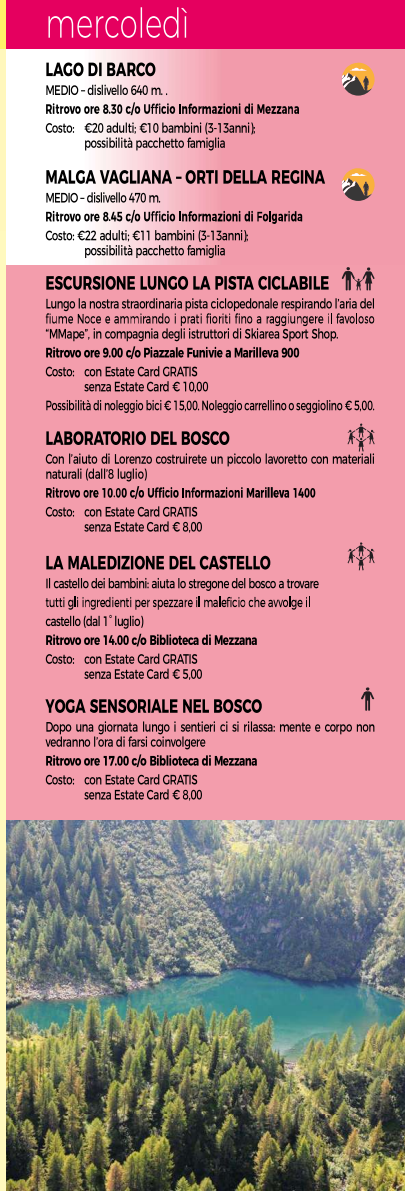 mercoledì
LAGO DI BARCO
MEDIO – dislivello 640 m. .
Ritrovo ore 8.30 c/o Ufficio Informazioni di Mezzana
Costo: €20 adulti; €10 bambini (3-13anni);
possibilità pacchetto famiglia
MALGA VAGLIANA – ORTI DELLA REGINA
MEDIO – dislivello 470 m.
Ritrovo ore 8.45 c/o Ufficio Informazioni di Folgarida
Costo: €22 adulti; €11 bambini (3-13anni);
possibilità pacchetto famiglia
ESCURSIONE LUNGO LA PISTA CICLABILE
Lungo la nostra straordinaria pista ciclopedonale respirando l'aria del
fiume Noce e ammirando i prati fioriti fino a raggiungere il favoloso
"MMape", in compagnia degli istruttori di Skiarea Sport Shop.
Ritrovo ore 9.00 c/o Piazzale Funivie a Marilleva 900
Costo: con Estate Card GRATIS
senza Estate Card € 10,00
Possibilità di noleggio bici € 15,00. Noleggio carrellino o seggiolino € 5,00.
LABORATORIO DEL BOSCO
Con l'aiuto di Lorenzo costruirete un piccolo lavoretto con materiali
naturali (dall'8 luglio)
Ritrovo ore 10.00 c/o Ufficio Informazioni Marilleva 1400
Costo: con Estate Card GRATIS
senza Estate Card € 8,00
LA MALEDIZIONE DEL CASTELLO
Il castello dei bambini: aiuta lo stregone del bosco a trovare
tutti gli ingredienti per spezzare il maleficio che avvolge il
castello (dal 1° luglio)
Ritrovo ore 14.00 c/o Biblioteca di Mezzana
Costo: con Estate Card GRATIS
senza Estate Card € 5,00
YOGA SENSORIALE NEL BOSCO
Dopo una giornata lungo i sentieri ci si rilassa: mente e corpo non
vedranno l'ora di farsi coinvolgere
Ritrovo ore 17.00 c/o Biblioteca di Mezzana
Costo: con Estate Card GRATIS
senza Estate Card € 8,00